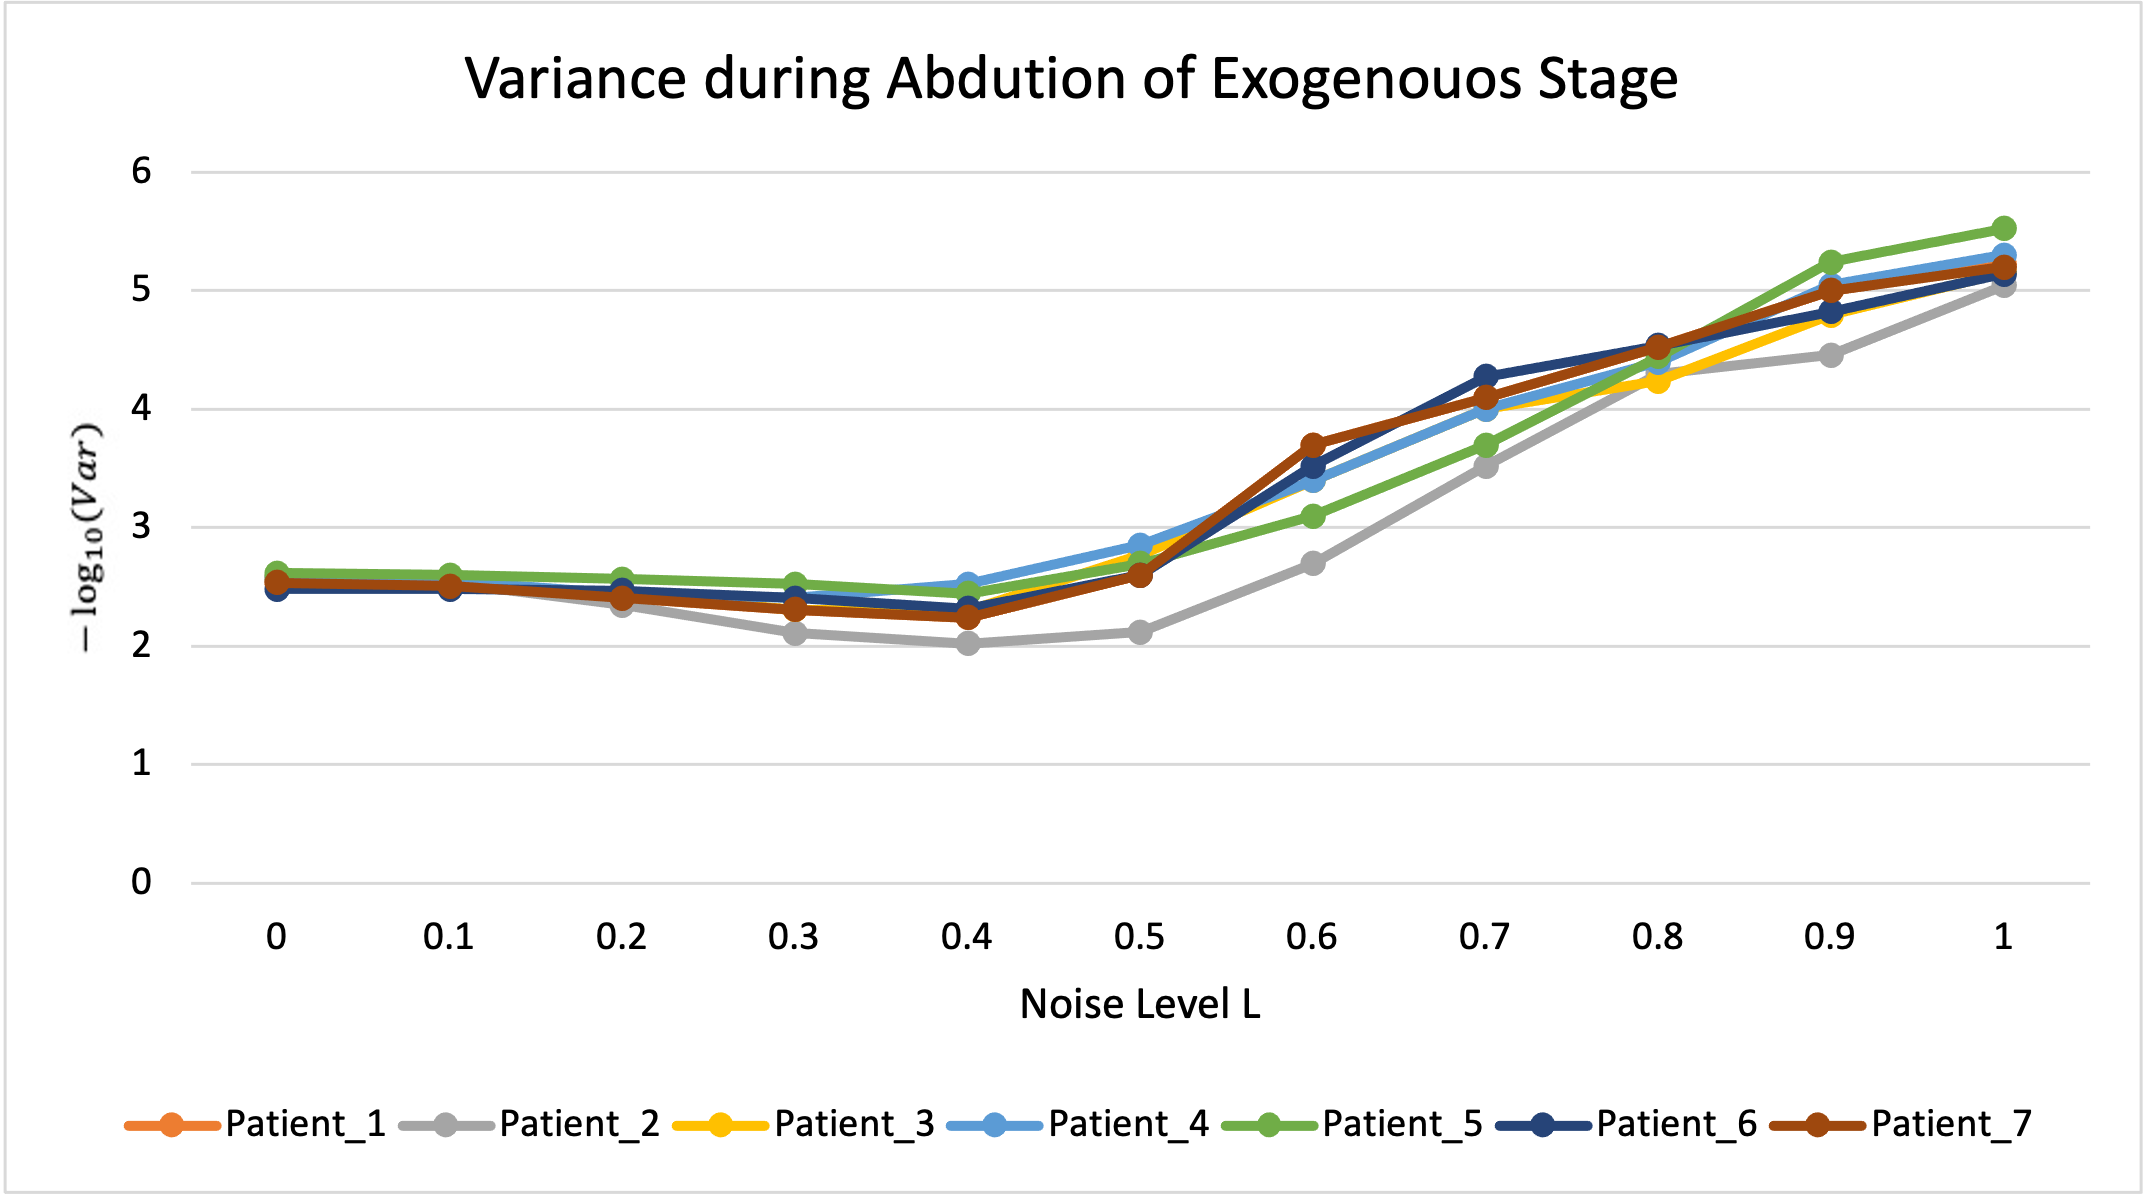 Variance during Abdution of Exogenouos Stage
6
5
4
3
2
1
0
−log₁₀(Var)
0 0.1 0.2 0.3 0.4 0.5 0.6 0.7 0.8 0.9 1
Noise Level L
Patient_1 Patient_2 Patient_3 Patient_4 Patient_5 Patient_6 Patient_7